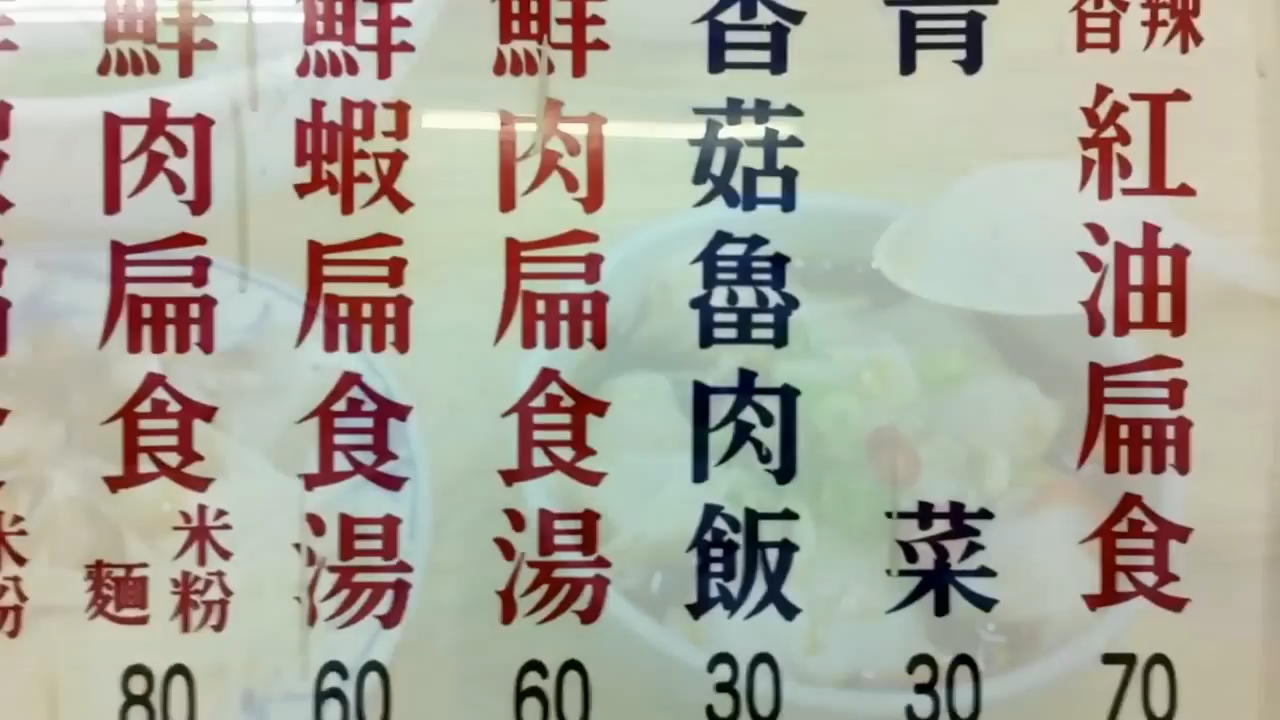 香辣紅油扁食 70
青菜 30
香菇魯肉飯 30
鮮肉扁食湯 60
鮮蝦扁食湯 60
鮮肉扁食米粉麵 80